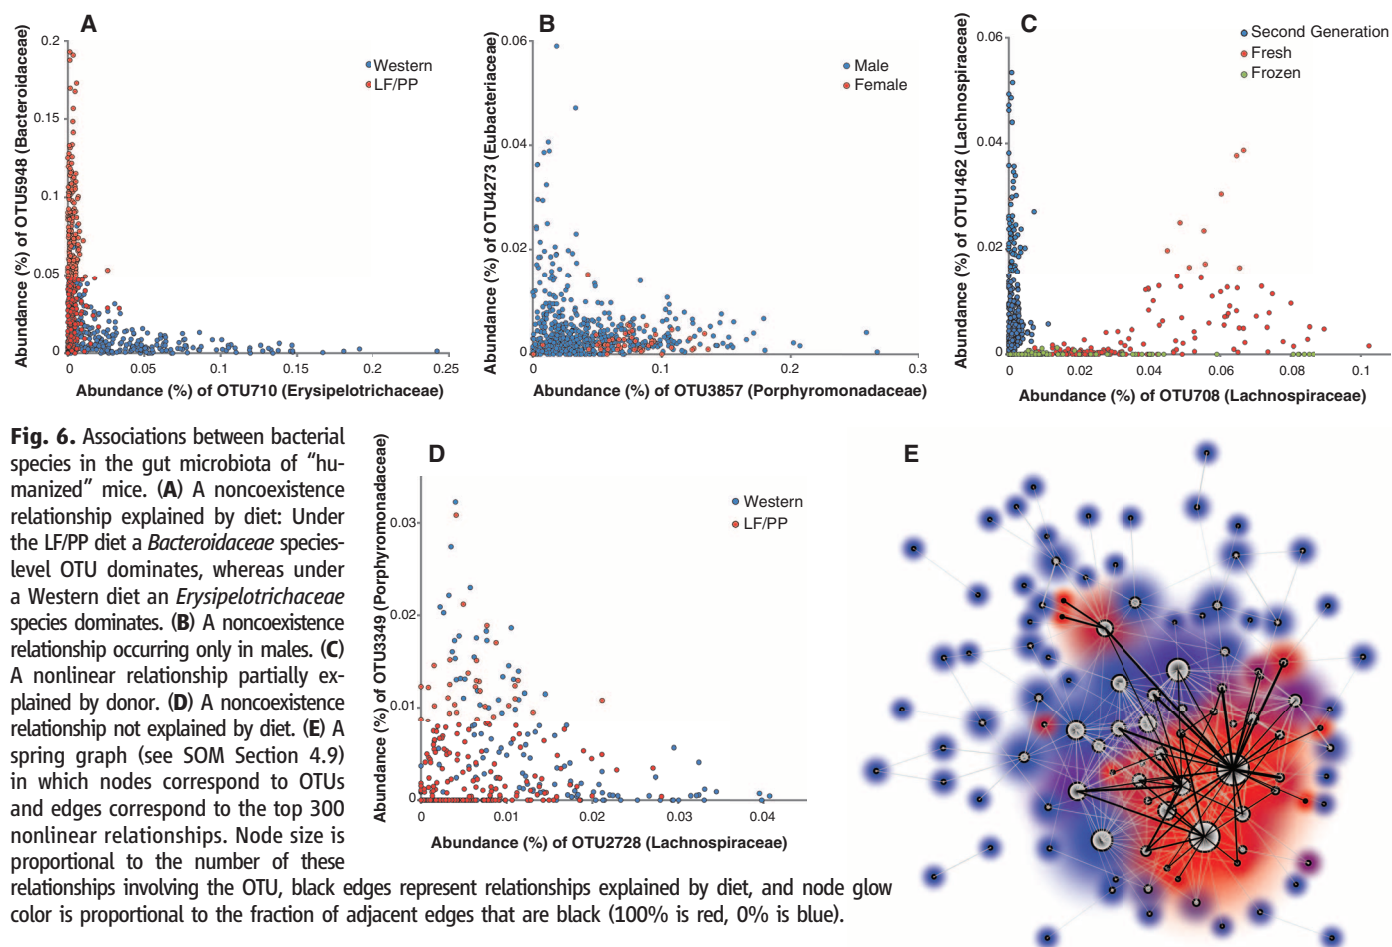 A
Abundance (%) of OTU5948 (Bacteroidaceae)
0.2
0.15
0.1
0.05
0
0
0.05
0.1
0.15
0.2
0.25
Abundance (%) of OTU710 (Erysipelotrichaceae)
Western
LF/PP
B
Abundance (%) of OTU4273 (Eubacteriaceae)
0.06
0.04
0.02
0
0
0.1
0.2
0.3
Abundance (%) of OTU3857 (Porphyromonadaceae)
Male
Female
C
Abundance (%) of OTU1462 (Lachnospiraceae)
0.06
0.04
0.02
0
0
0.02
0.04
0.06
0.08
0.1
Abundance (%) of OTU708 (Lachnospiraceae)
Second Generation
Fresh
Frozen
Fig. 6. Associations between bacterial
species in the gut microbiota of “hu-
manized” mice. (A) A noncoexistence
relationship explained by diet: Under
the LF/PP diet a Bacteroidaceae species-
level OTU dominates, whereas under
a Western diet an Erysipelotrichaceae
species dominates. (B) A noncoexistence
relationship occurring only in males. (C)
A nonlinear relationship partially ex-
plained by donor. (D) A noncoexistence
relationship not explained by diet. (E) A
spring graph (see SOM Section 4.9)
in which nodes correspond to OTUs
and edges correspond to the top 300
nonlinear relationships. Node size is
proportional to the number of these
relationships involving the OTU, black edges represent relationships explained by diet, and node glow
color is proportional to the fraction of adjacent edges that are black (100% is red, 0% is blue).
D
Abundance (%) of OTU3349 (Porphyromonadaceae)
0.03
0.02
0.01
0
0
0.01
0.02
0.03
0.04
Abundance (%) of OTU2728 (Lachnospiraceae)
Western
LF/PP
E